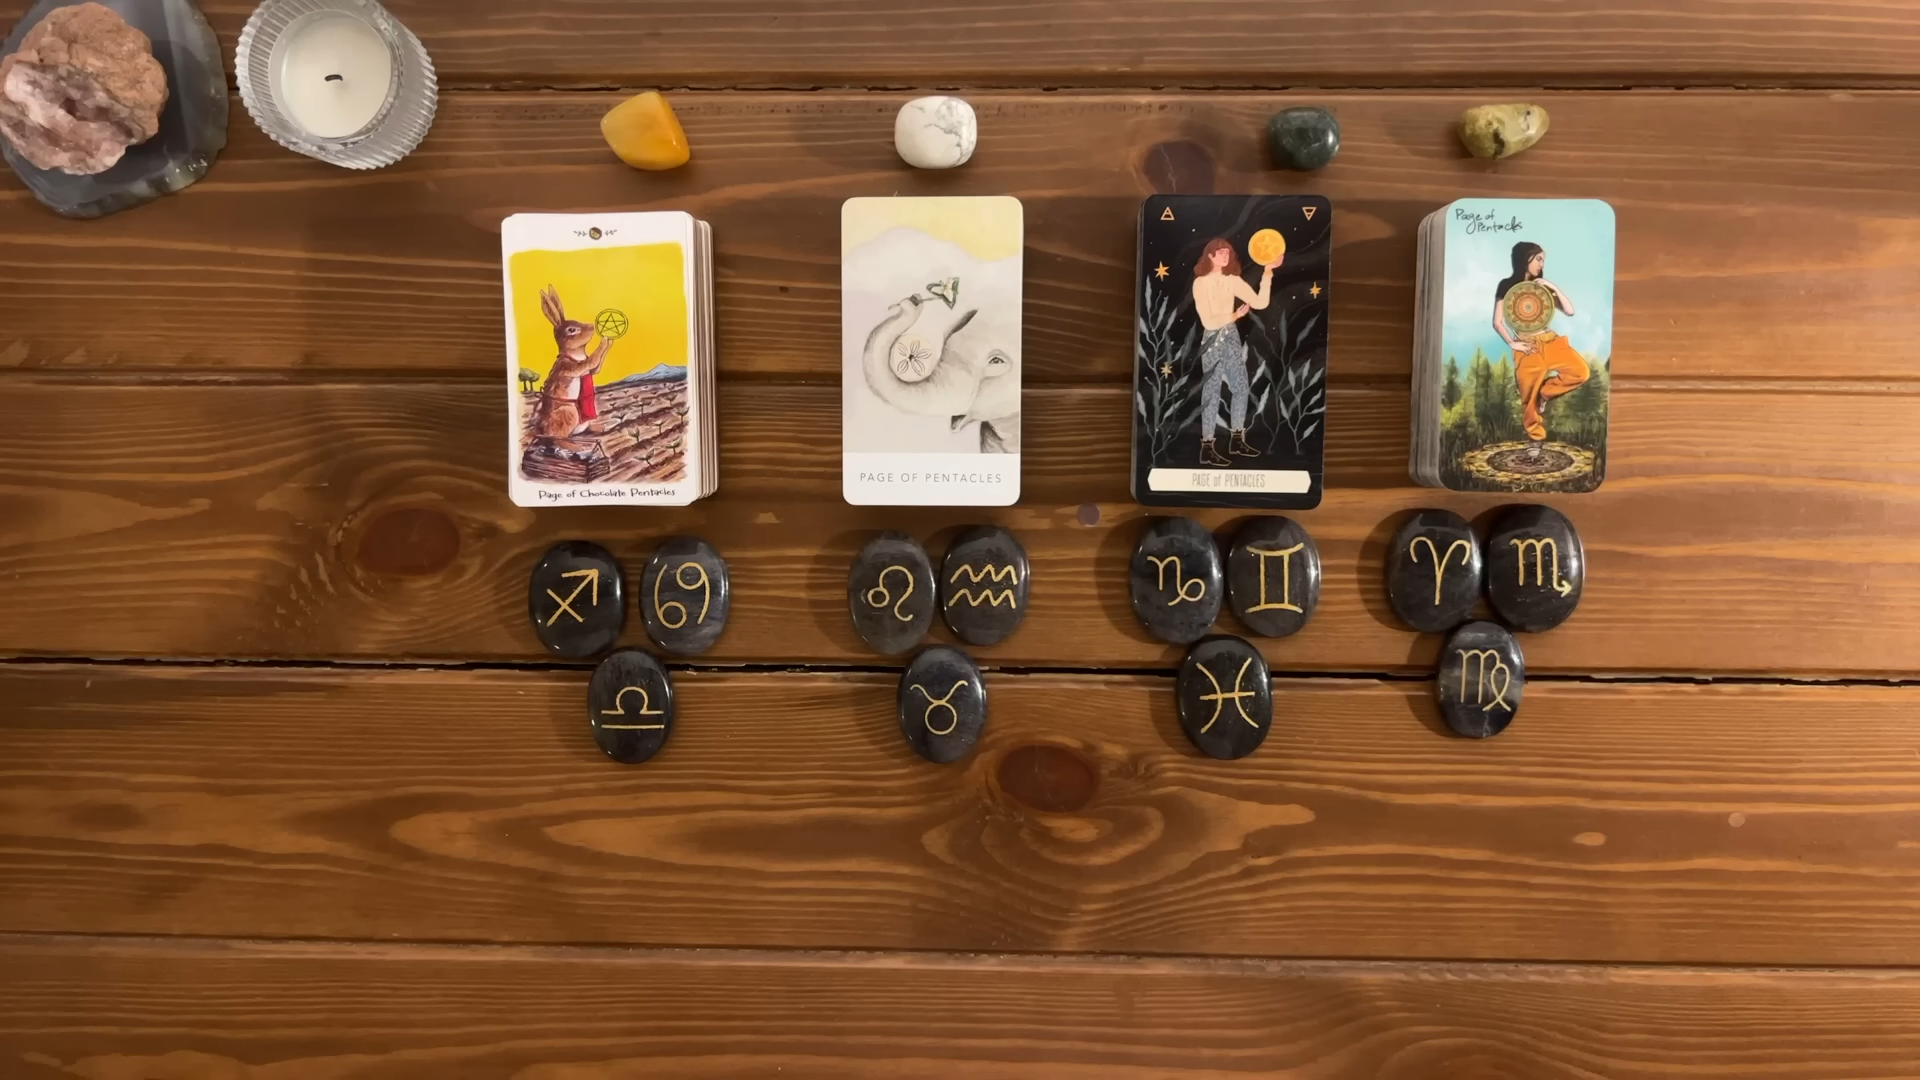 Page of Chocolate Pentacles
PAGE OF PENTACLES
PAGE of PENTACLES
Page of
Pentacles
♐ ♋
♎
♌ ♒
♉
♑ ♊
♓
♈ ♏
♍